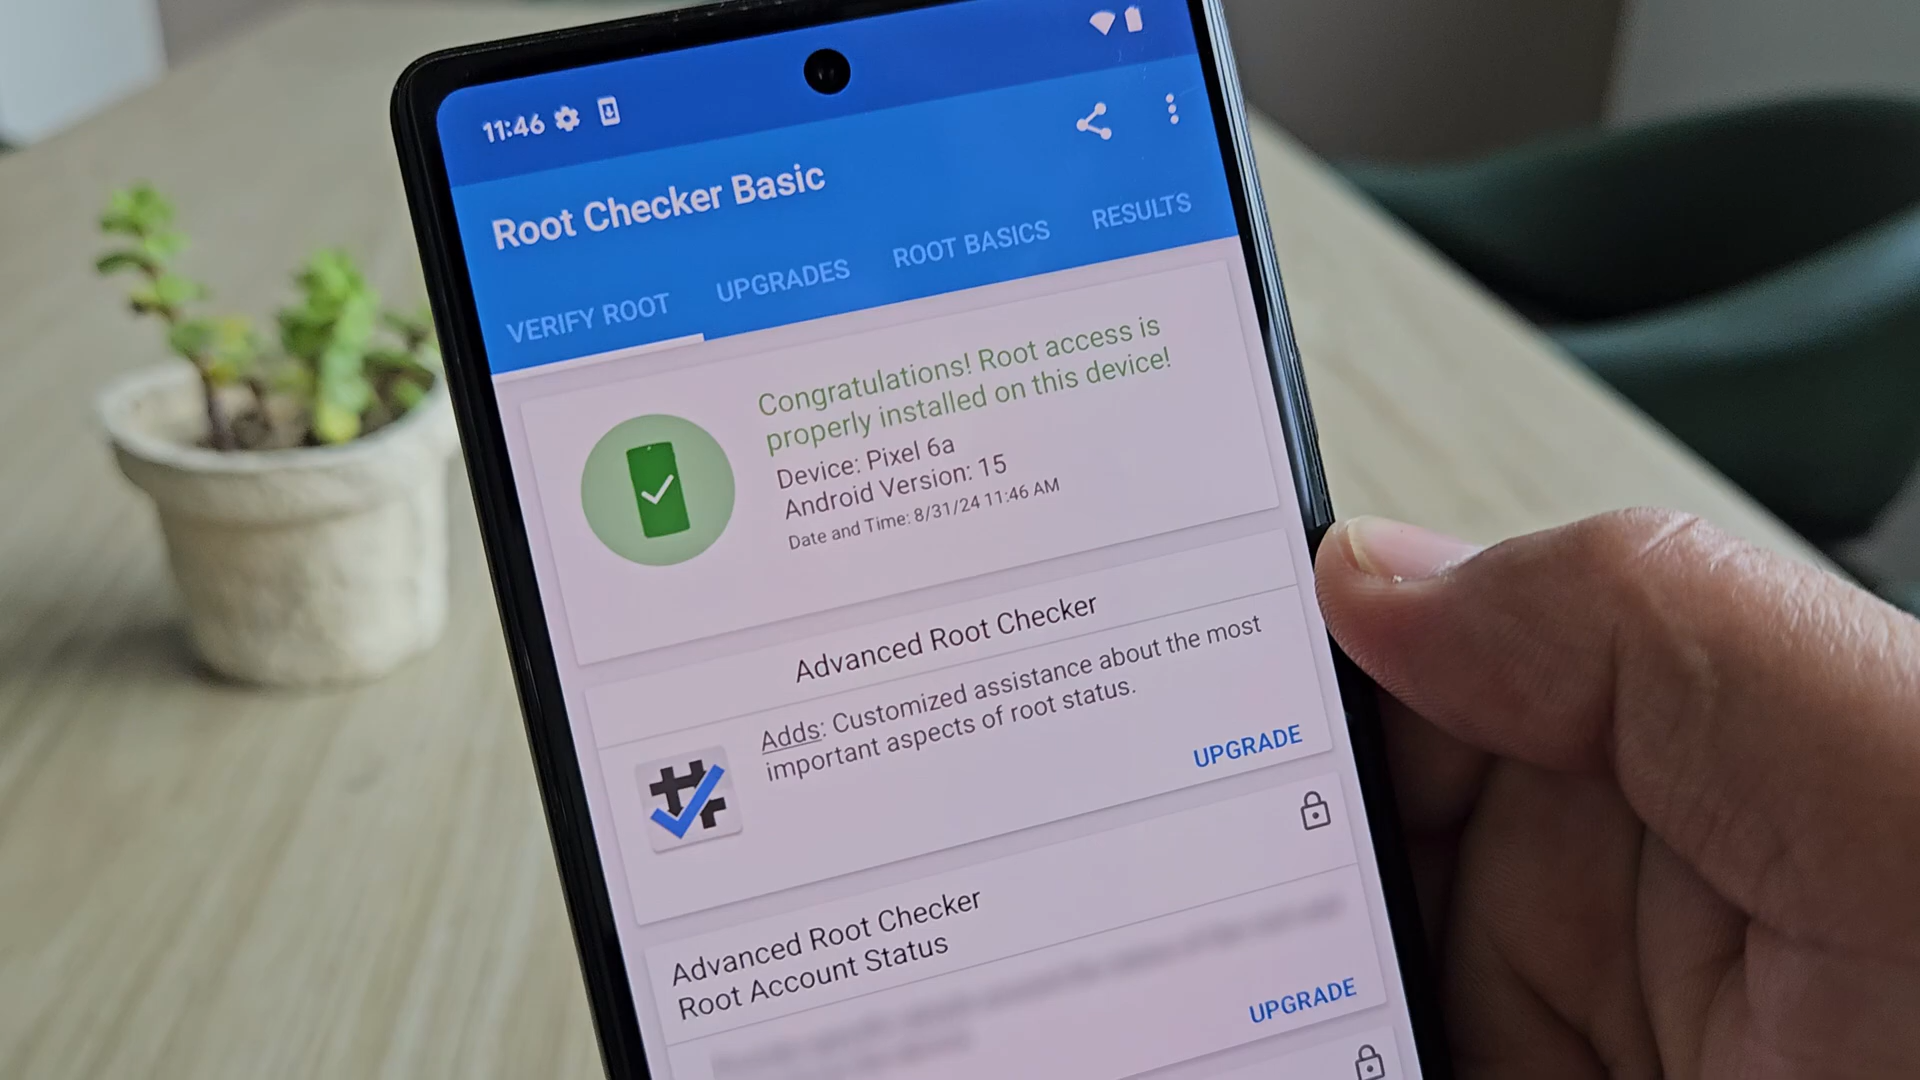 11:46
Root Checker Basic
VERIFY ROOT
UPGRADES
ROOT BASICS
RESULTS
Congratulations! Root access is
properly installed on this device!
Device: Pixel 6a
Android Version: 15
Date and Time: 8/31/24 11:46 AM
Advanced Root Checker
Adds: Customized assistance about the most
important aspects of root status.
UPGRADE
Advanced Root Checker
Root Account Status
UPGRADE